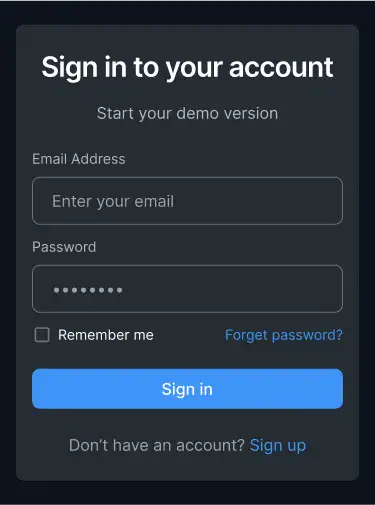 Sign in to your account
Start your demo version
Email Address
Enter your email
Password
••••••••
Remember me Forget password?
Sign in
Don't have an account? Sign up